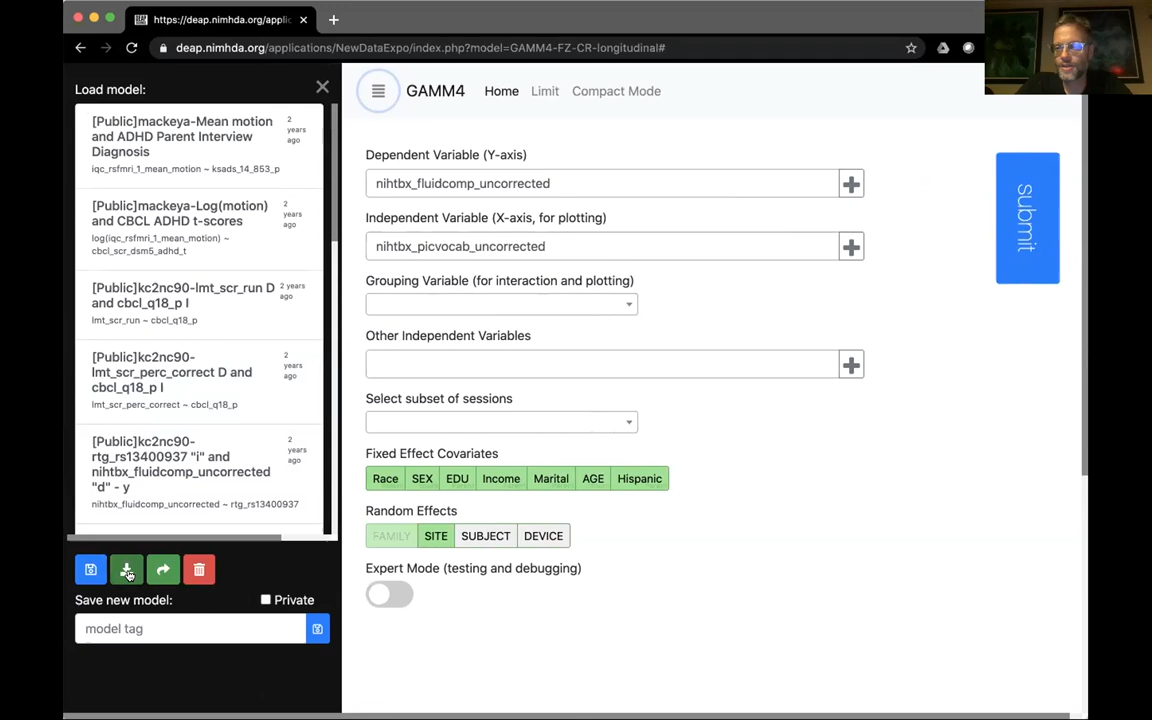 https://deap.nimhda.org/applic
deap.nimhda.org/applications/NewDataExpo/index.php?model=GAMM4-FZ-CR-longitudinal#
Load model:
[Public]mackeya-Mean motion
and ADHD Parent Interview
Diagnosis
2
years
ago
iqc_rsfmri_1_mean_motion ~ ksads_14_853_p
[Public]mackeya-Log(motion)
and CBCL ADHD t-scores
2
years
ago
log(iqc_rsfmri_1_mean_motion) ~
cbcl_scr_dsm5_adhd_t
[Public]kc2nc90-lmt_scr_run D
and cbcl_q18_p I
2 years
ago
lmt_scr_run ~ cbcl_q18_p
[Public]kc2nc90-
lmt_scr_perc_correct D and
cbcl_q18_p I
2
years
ago
lmt_scr_perc_correct ~ cbcl_q18_p
[Public]kc2nc90-
rtg_rs13400937 "i" and
nihtbx_fluidcomp_uncorrected
"d" - y
2
years
ago
nihtbx_fluidcomp_uncorrected ~ rtg_rs13400937
Save new model:
Private
model tag
GAMM4 Home Limit Compact Mode
Dependent Variable (Y-axis)
nihtbx_fluidcomp_uncorrected
Independent Variable (X-axis, for plotting)
nihtbx_picvocab_uncorrected
Grouping Variable (for interaction and plotting)
Other Independent Variables
Select subset of sessions
Fixed Effect Covariates
Race SEX EDU Income Marital AGE Hispanic
Random Effects
FAMILY SITE SUBJECT DEVICE
Expert Mode (testing and debugging)
submit